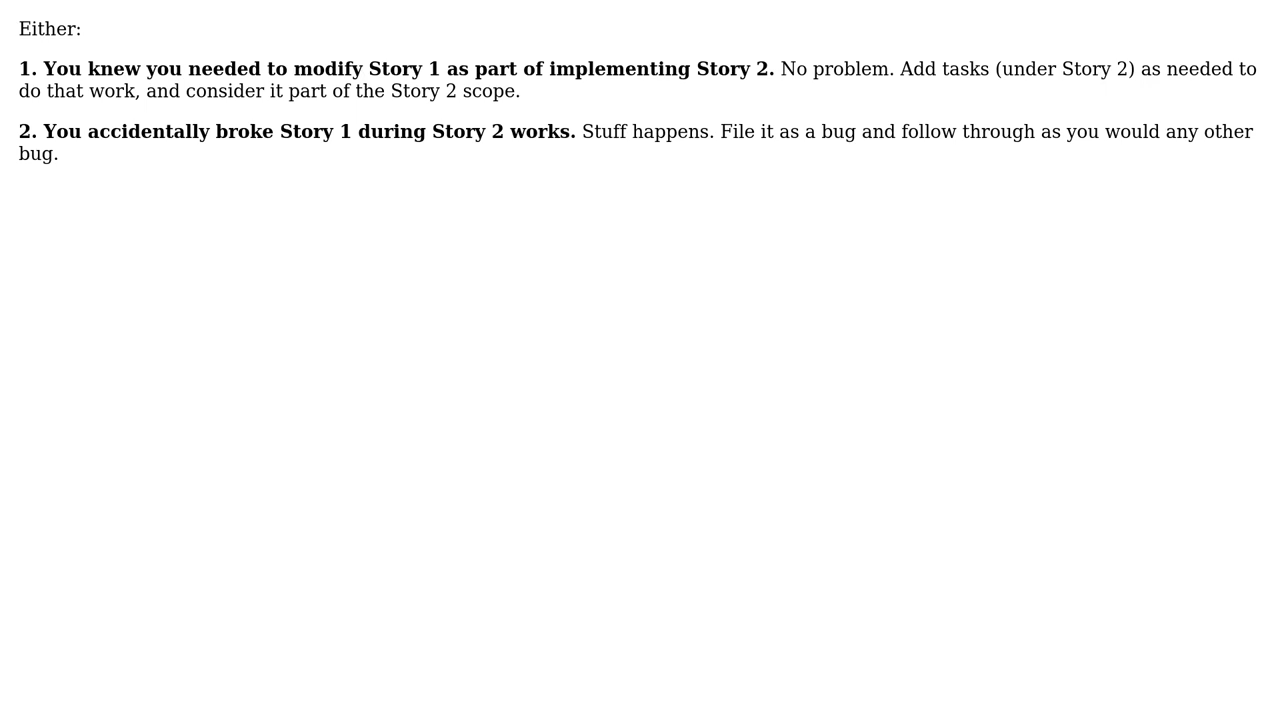 Either:
1. You knew you needed to modify Story 1 as part of implementing Story 2. No problem. Add tasks (under Story 2) as needed to
do that work, and consider it part of the Story 2 scope.
2. You accidentally broke Story 1 during Story 2 works. Stuff happens. File it as a bug and follow through as you would any other
bug.